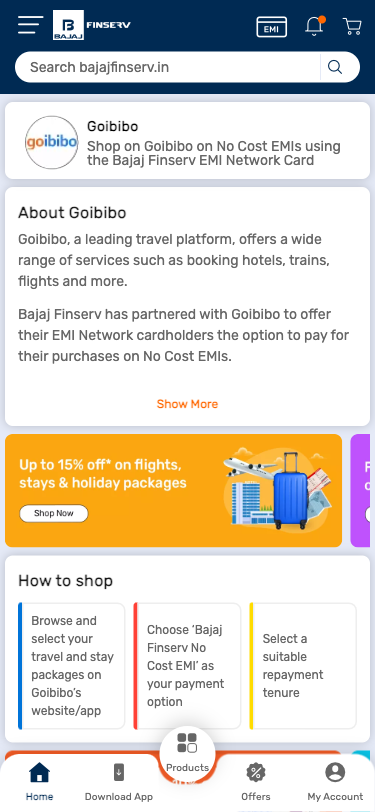 B
BAJAJ
FINSERV
EMI
Search bajajfinserv.in
goibibo
Goibibo
Shop on Goibibo on No Cost EMIs using
the Bajaj Finserv EMI Network Card
About Goibibo
Goibibo, a leading travel platform, offers a wide
range of services such as booking hotels, trains,
flights and more.
Bajaj Finserv has partnered with Goibibo to offer
their EMI Network cardholders the option to pay for
their purchases on No Cost EMIs.
Show More
Up to 15% off* on flights,
stays & holiday packages
Shop Now
How to shop
Browse and
select your
travel and stay
packages on
Goibibo's
website/app
Choose ‘Bajaj
Finserv No
Cost EMI’ as
your payment
option
Select a
suitable
repayment
tenure
Home
Download App
Products
Offers
My Account